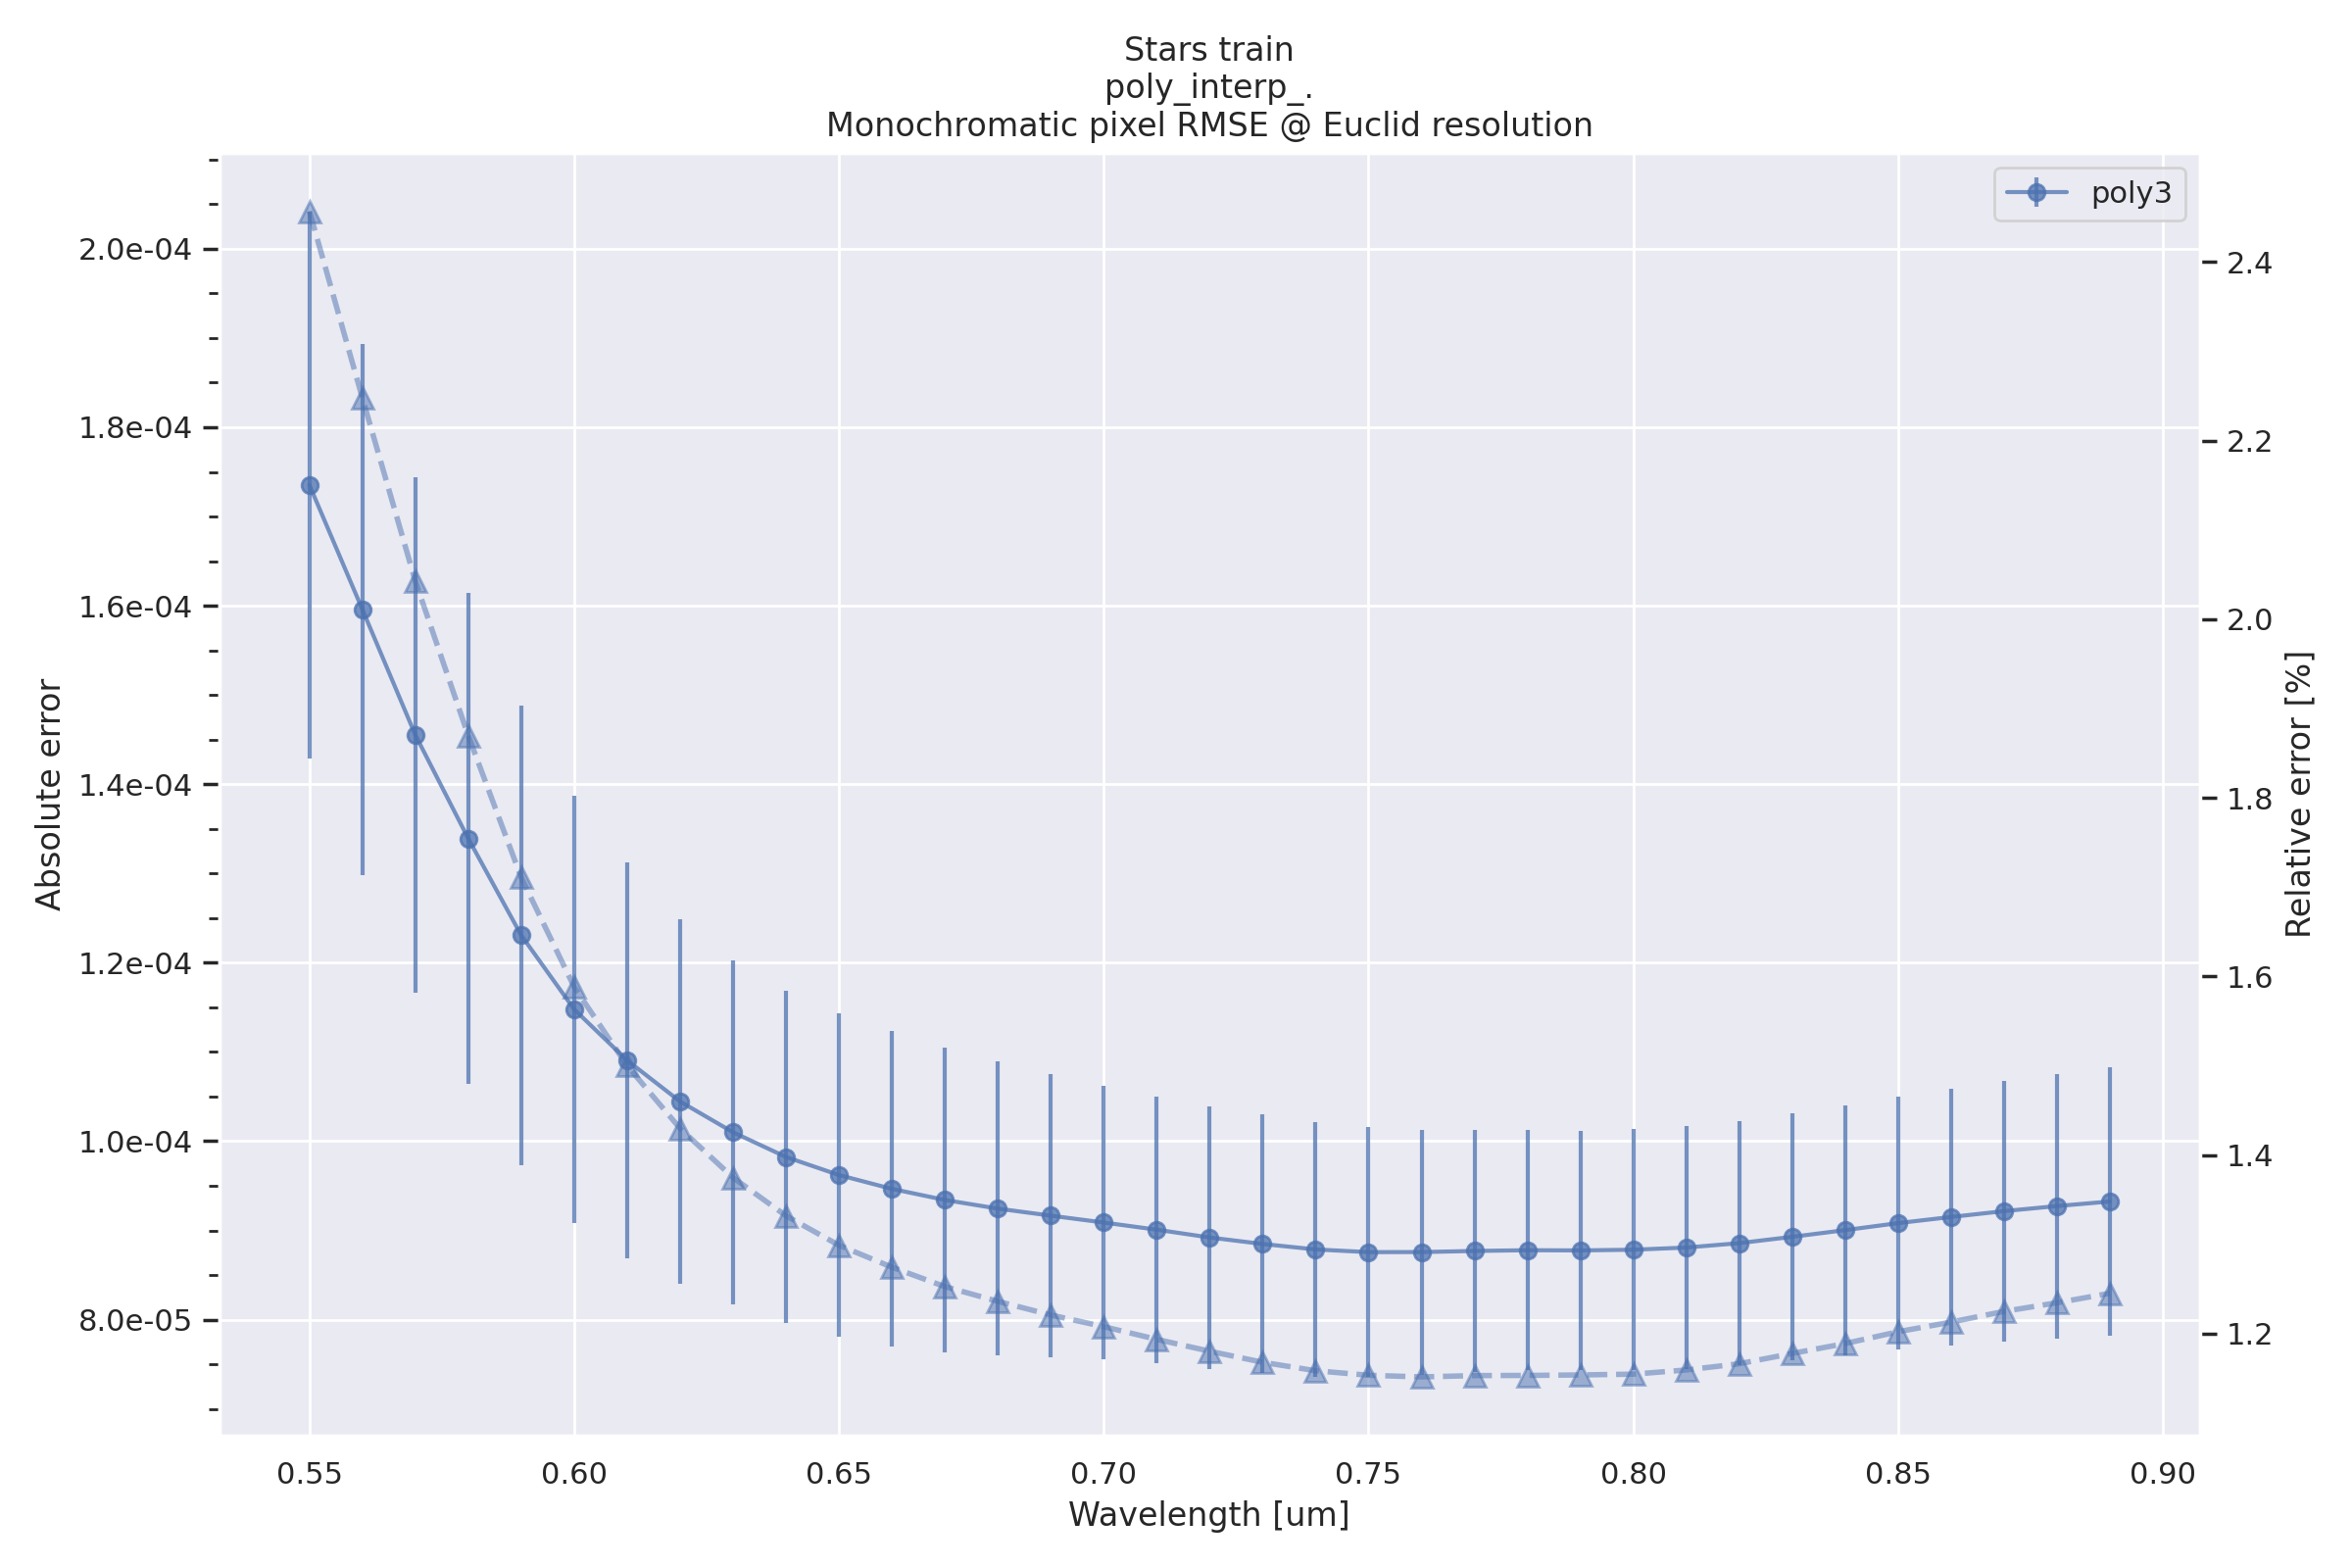 Stars train
poly_interp_.
Monochromatic pixel RMSE @ Euclid resolution
poly3
Absolute error
2.0e-04
1.8e-04
1.6e-04
1.4e-04
1.2e-04
1.0e-04
8.0e-05
2.4
2.2
2.0
1.8
1.6
1.4
1.2
Relative error [%]
0.55 0.60 0.65 0.70 0.75 0.80 0.85 0.90
Wavelength [um]